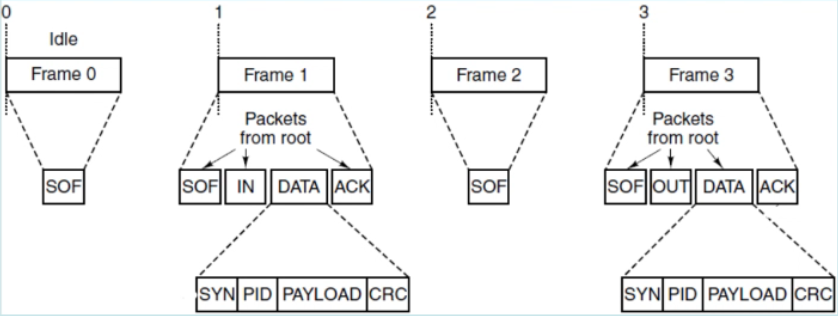 0 1 2 3
Idle
Frame 0 Frame 1 Frame 2 Frame 3
Packets Packets
from root from root
SOF SOF IN DATA ACK SOF SOF OUT DATA ACK
SYN PID PAYLOAD CRC SYN PID PAYLOAD CRC